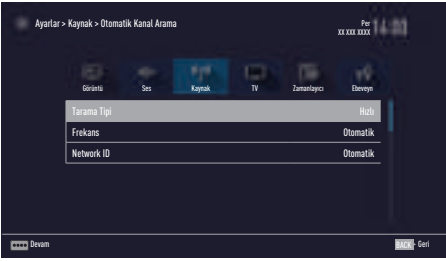 Ayarlar > Kaynak > Otomatik Kanal Arama
Per
xx xxx xxxx
14:00
Görüntü Ses Kaynak TV Zamanlayıcı Ebeveyn
Tarama Tipi Hızlı
Frekans Otomatik
Network ID Otomatik
Devam BACK - Geri